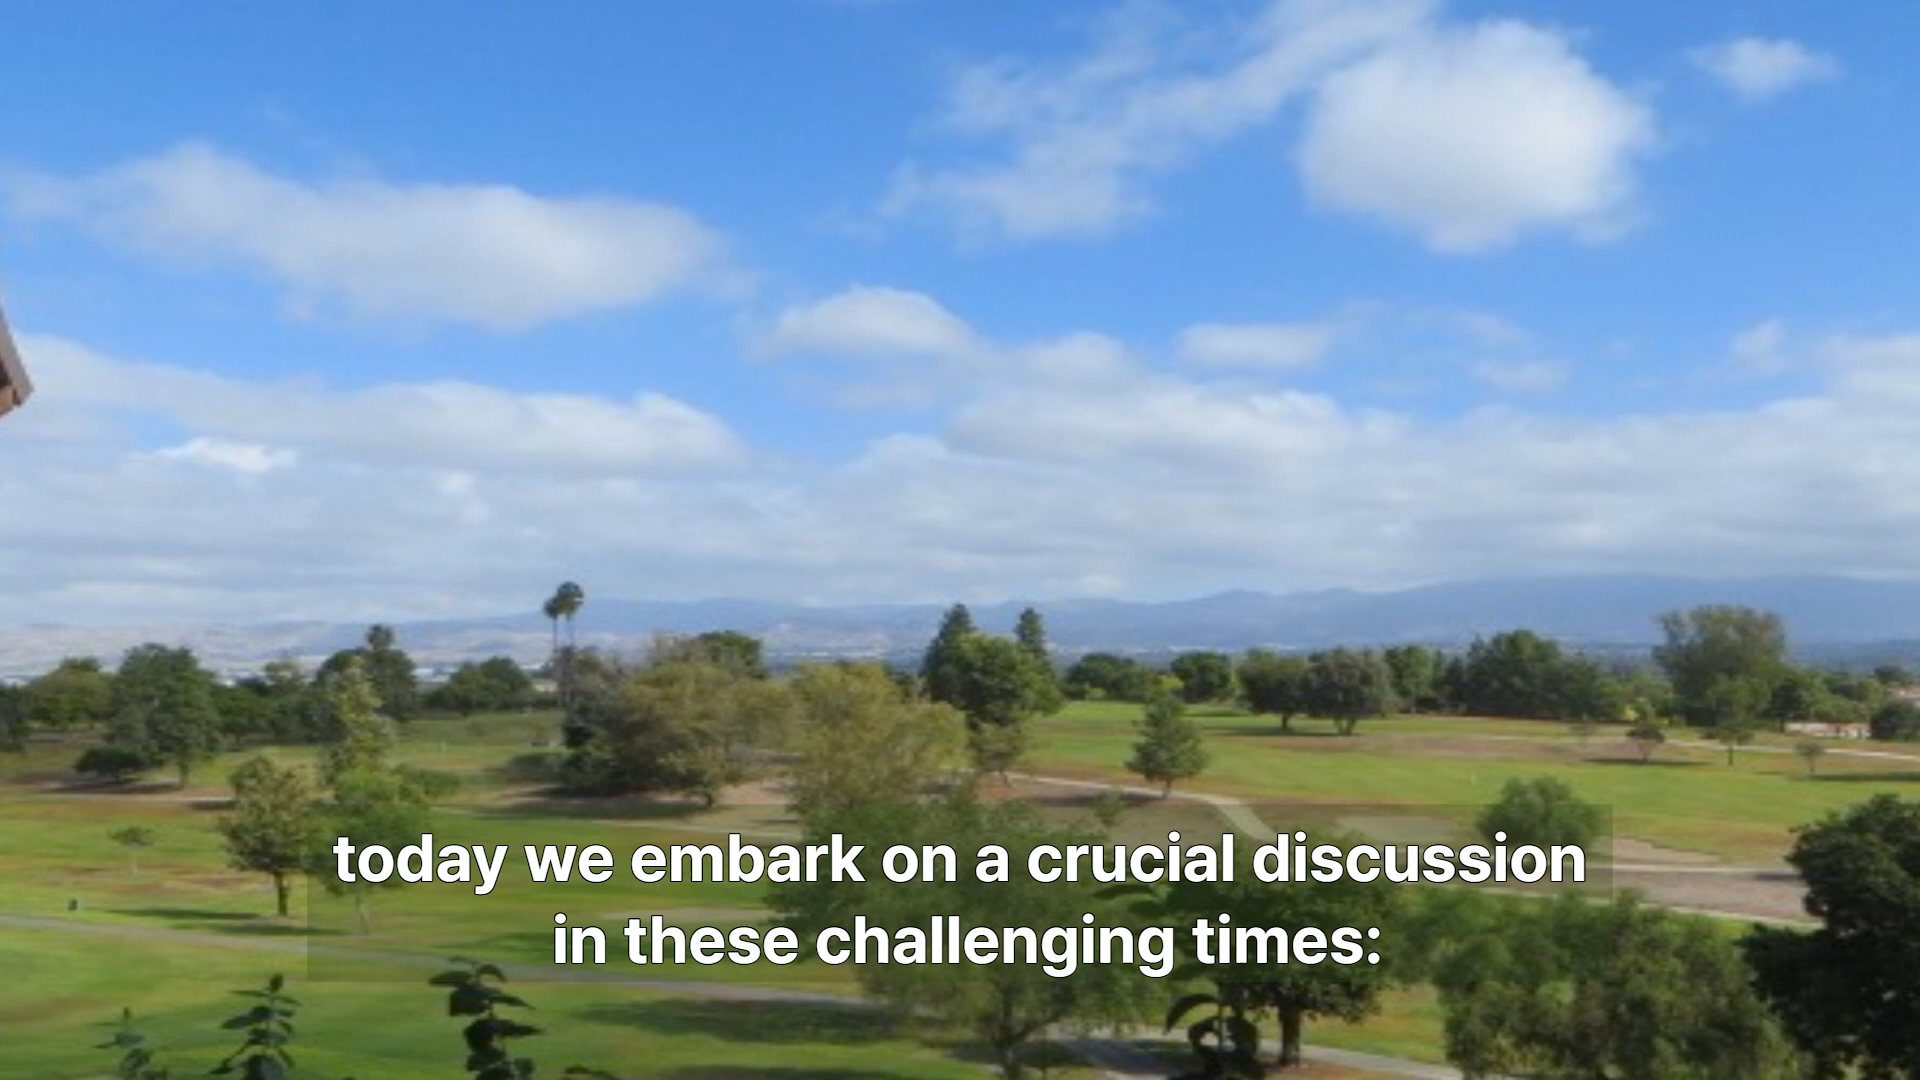 today we embark on a crucial discussion
in these challenging times: